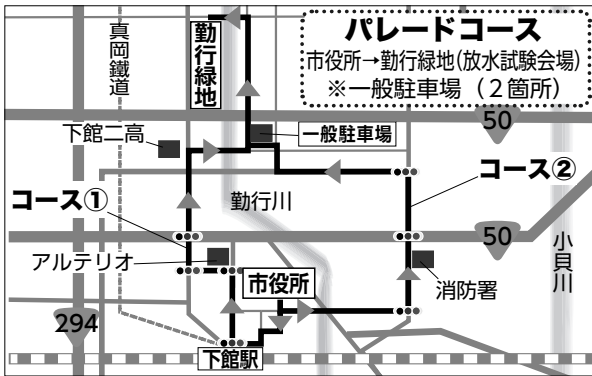 パレードコース
市役所→勤行緑地(放水試験会場)
※一般駐車場（2箇所）
真岡鐵道
勤行緑地
50
下館二高
一般駐車場
コース①
勤行川
コース②
50
小貝川
アルテリオ
市役所
消防署
294
下館駅